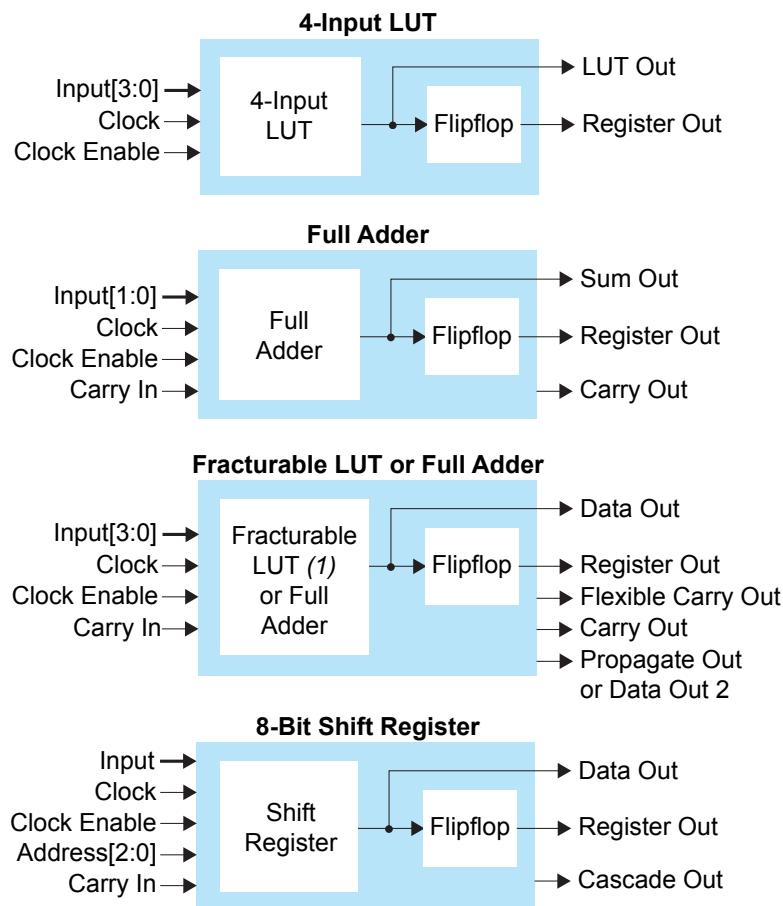 4-Input LUT
Input[3:0]
Clock
Clock Enable
4-Input
LUT
Flipflop
LUT Out
Register Out
Full Adder
Input[1:0]
Clock
Clock Enable
Carry In
Full
Adder
Flipflop
Sum Out
Register Out
Carry Out
Fracturable LUT or Full Adder
Input[3:0]
Clock
Clock Enable
Carry In
Fracturable
LUT (1)
or Full
Adder
Flipflop
Data Out
Register Out
Flexible Carry Out
Carry Out
Propagate Out
or Data Out 2
8-Bit Shift Register
Input
Clock
Clock Enable
Address[2:0]
Carry In
Shift
Register
Flipflop
Data Out
Register Out
Cascade Out